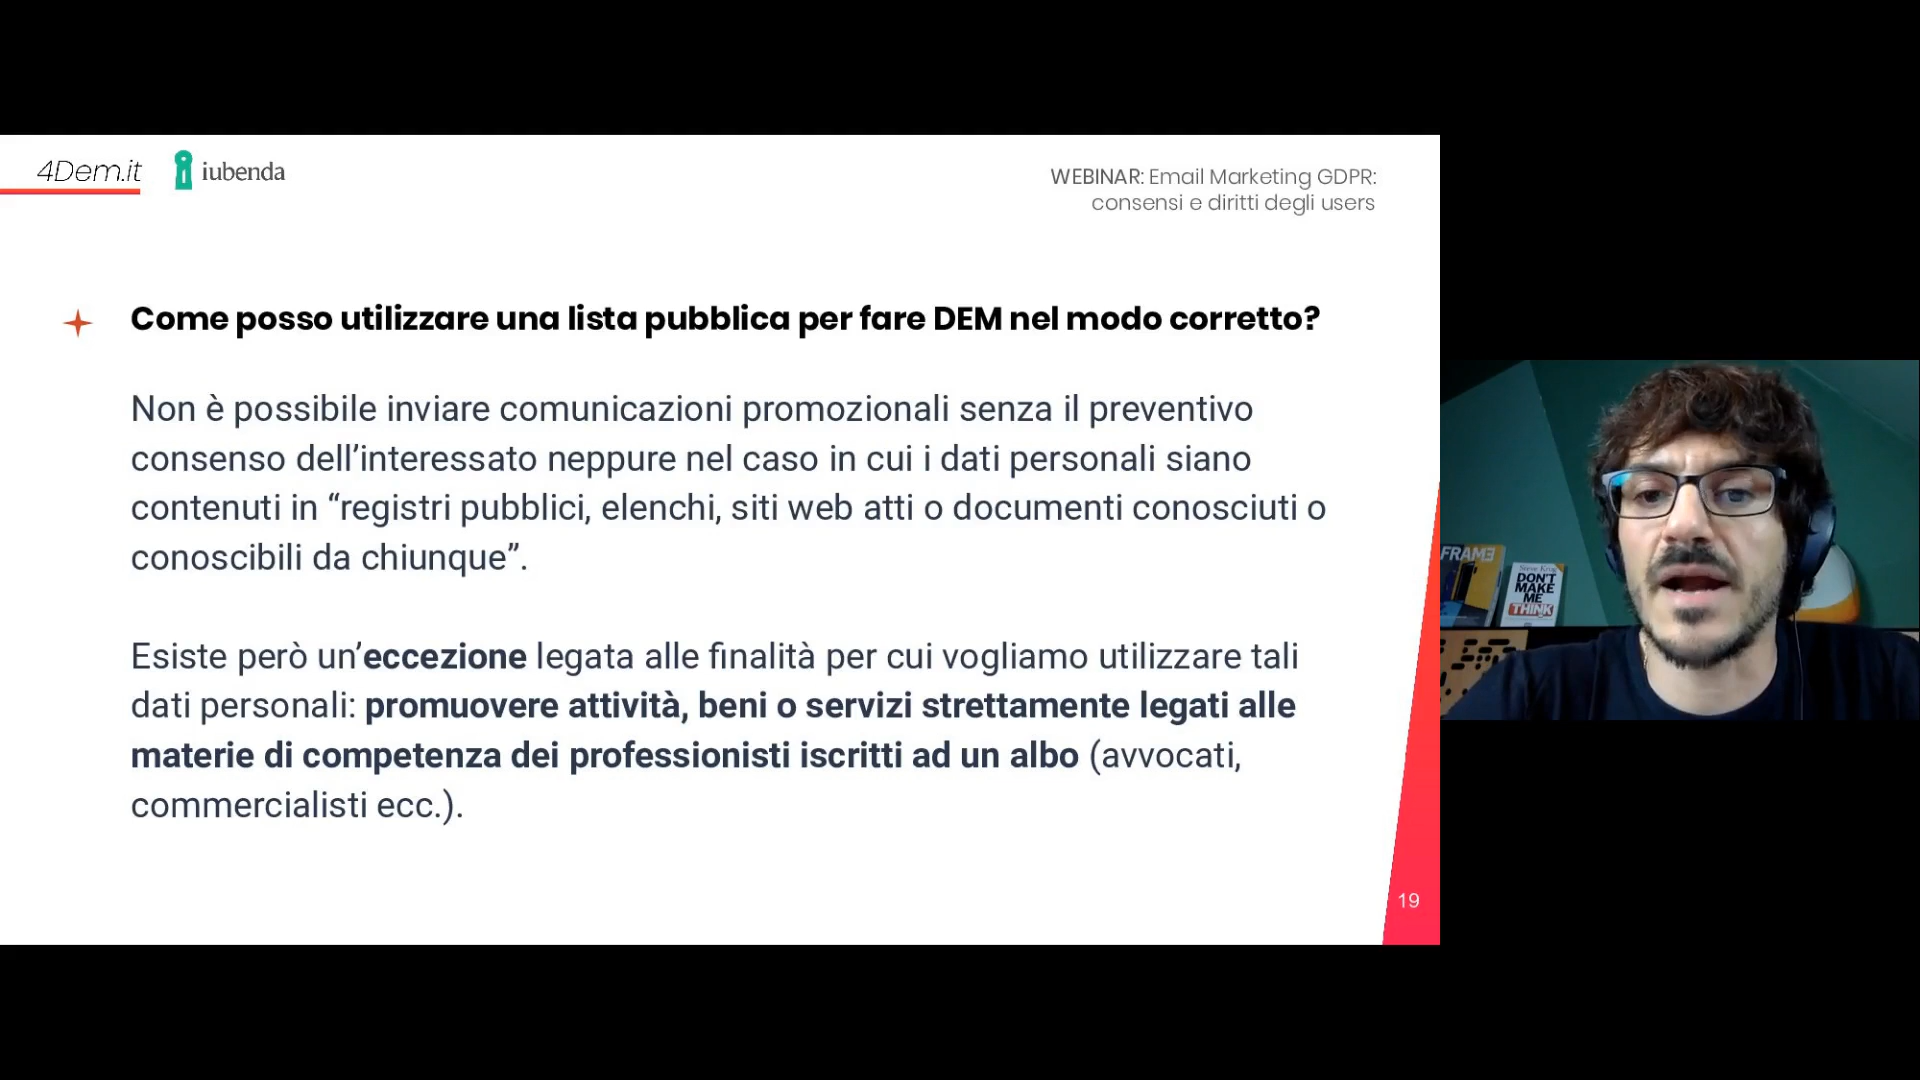 4Dem.it
iubenda
WEBINAR: Email Marketing GDPR:
consensi e diritti degli users
Come posso utilizzare una lista pubblica per fare DEM nel modo corretto?
Non è possibile inviare comunicazioni promozionali senza il preventivo
consenso dell’interessato neppure nel caso in cui i dati personali siano
contenuti in “registri pubblici, elenchi, siti web atti o documenti conosciuti o
conoscibili da chiunque”.
Esiste però un’eccezione legata alle finalità per cui vogliamo utilizzare tali
dati personali: promuovere attività, beni o servizi strettamente legati alle
materie di competenza dei professionisti iscritti ad un albo (avvocati,
commercialisti ecc.).
19
FRAME
Steve Krug
DON'T
MAKE
ME
THINK